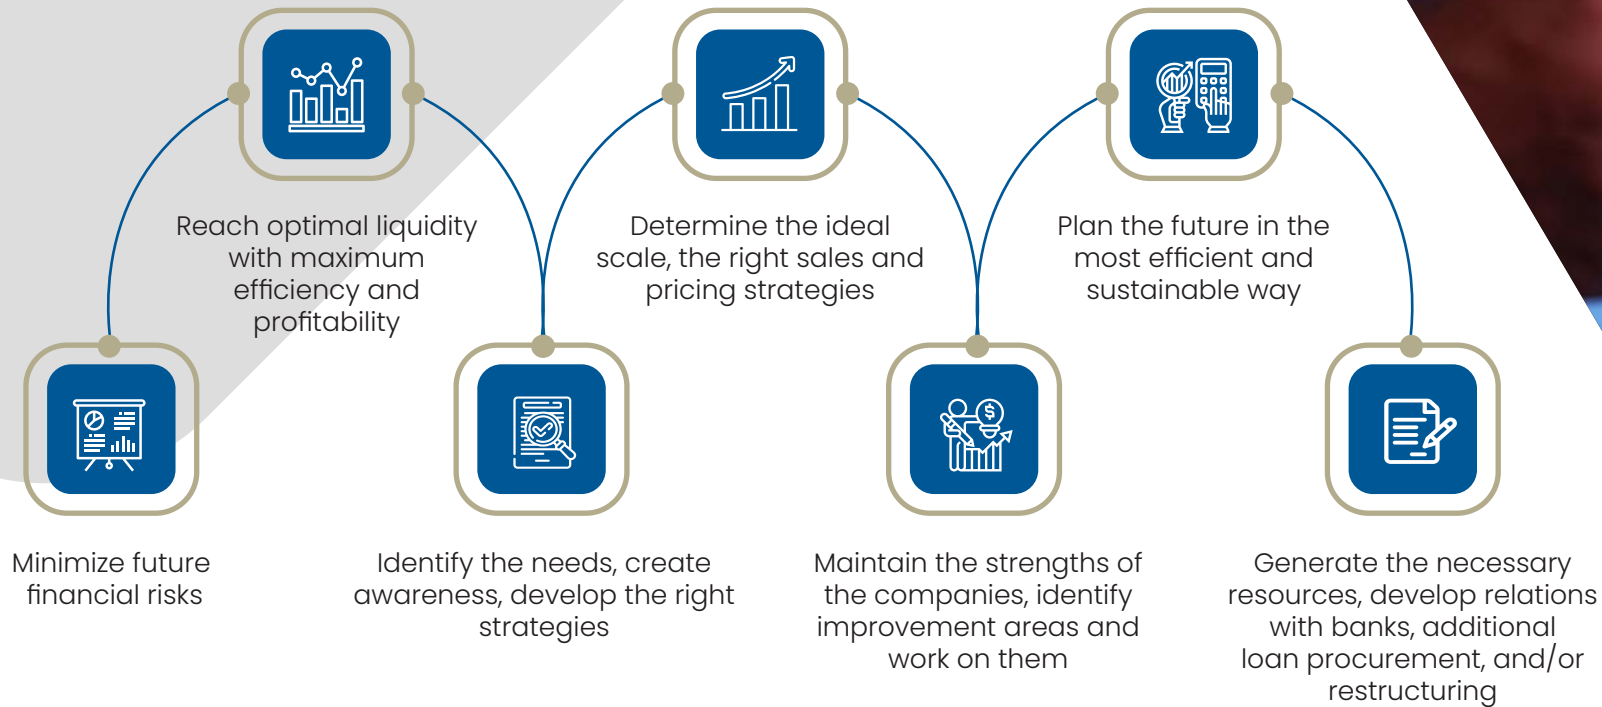 Reach optimal liquidity
with maximum
efficiency and
profitability
Determine the ideal
scale, the right sales and
pricing strategies
Plan the future in the
most efficient and
sustainable way
Minimize future
financial risks
Identify the needs, create
awareness, develop the right
strategies
Maintain the strengths of
the companies, identify
improvement areas and
work on them
Generate the necessary
resources, develop relations
with banks, additional
loan procurement, and/or
restructuring